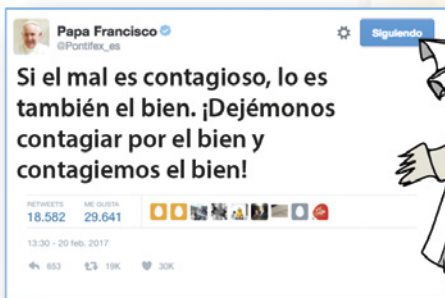 Papa Francisco
@Pontifex_es
Siguiendo
Si el mal es contagioso, lo es
también el bien. ¡Dejémonos
contagiar por el bien y
contagiemos el bien!
RETWEETS ME GUSTA
18.582 29.641
13:30 - 20 feb. 2017
653 19K 30K